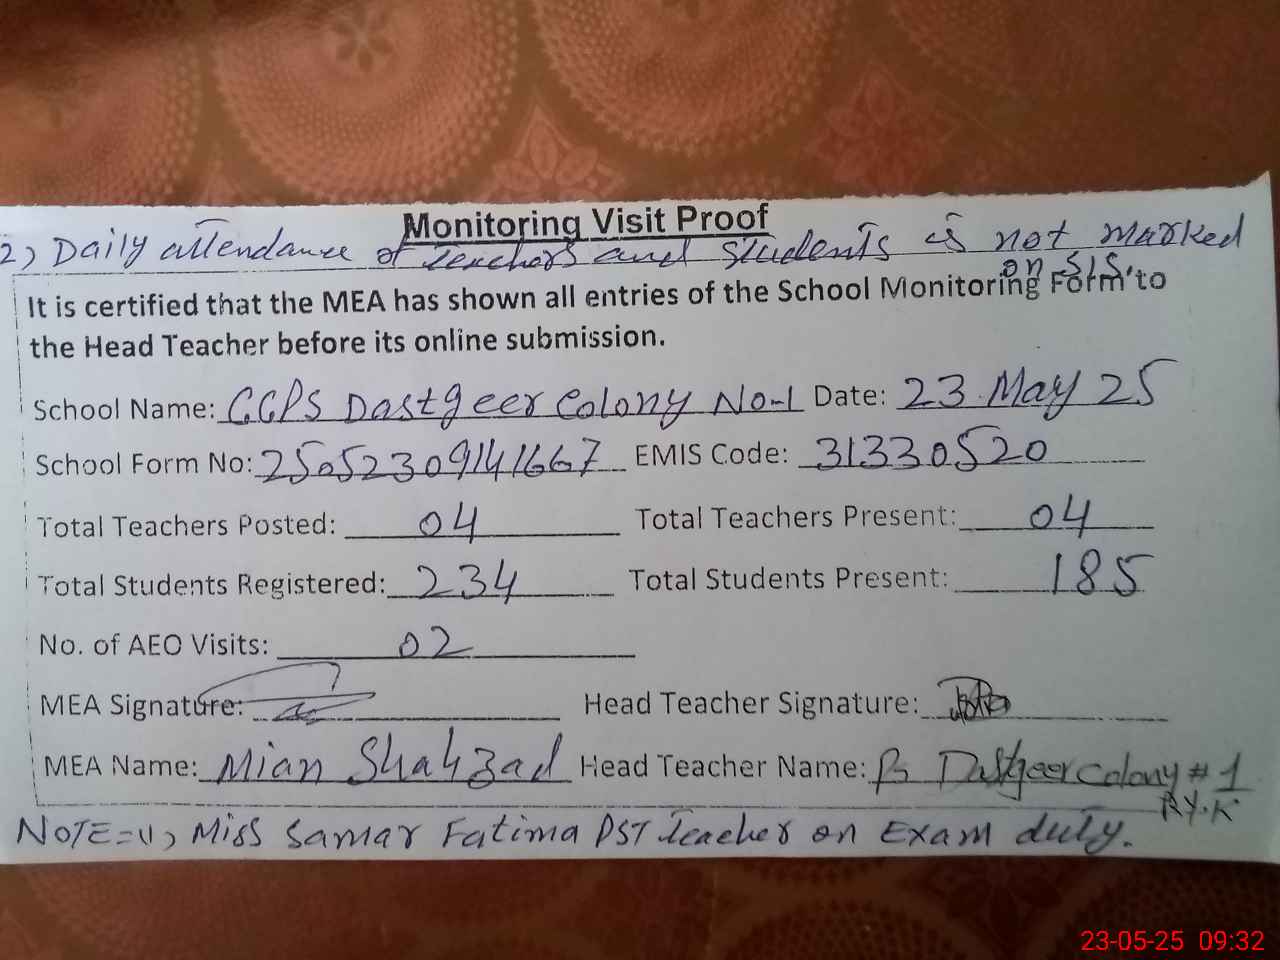 Monitoring Visit Proof
2) Daily attendance of Teachers and Students is not marked
on SIS.
It is certified that the MEA has shown all entries of the School Monitoring Form to
the Head Teacher before its online submission.
School Name: GGPS Dastgeer Colony No-1 Date: 23 May 25
School Form No: 2505230914 1667 EMIS Code: 31330520
Total Teachers Posted: 04 Total Teachers Present: 04
Total Students Registered: 234 Total Students Present: 185
No. of AEO Visits: 02
MEA Signature: Head Teacher Signature:
MEA Name: Mian Shahzad Head Teacher Name: Dastgeer Colony # 1
RY.K
NOTE=1) Miss Samar Fatima PST Teacher on Exam duty.
23-05-25 09:32